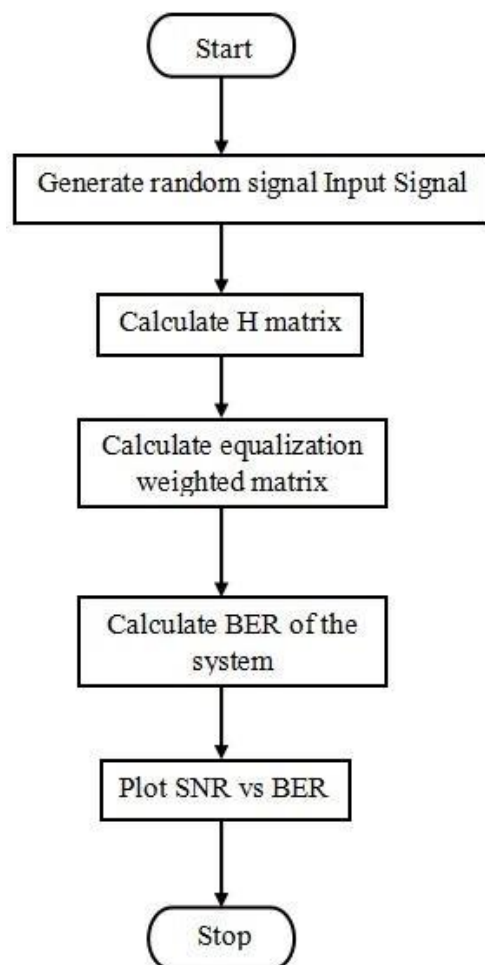 Start
Generate random signal Input Signal
Calculate H matrix
Calculate equalization
weighted matrix
Calculate BER of the
system
Plot SNR vs BER
Stop